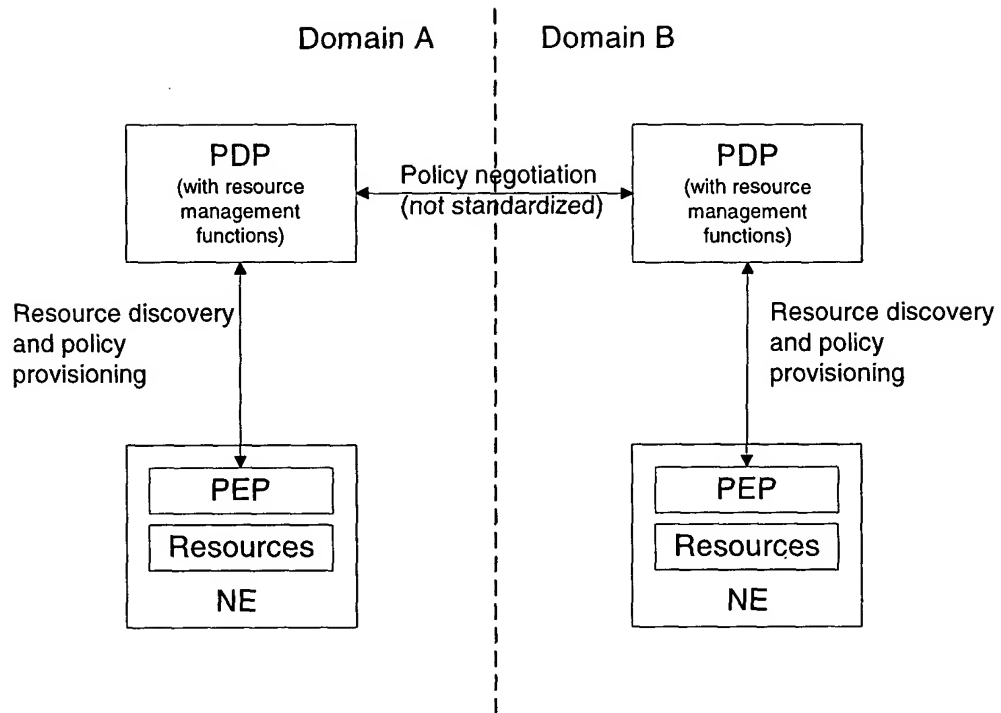 Domain A
Domain B
PDP
(with resource
management
functions)
Policy negotiation
(not standardized)
PDP
(with resource
management
functions)
Resource discovery
and policy
provisioning
Resource discovery
and policy
provisioning
PEP
Resources
NE
PEP
Resources
NE